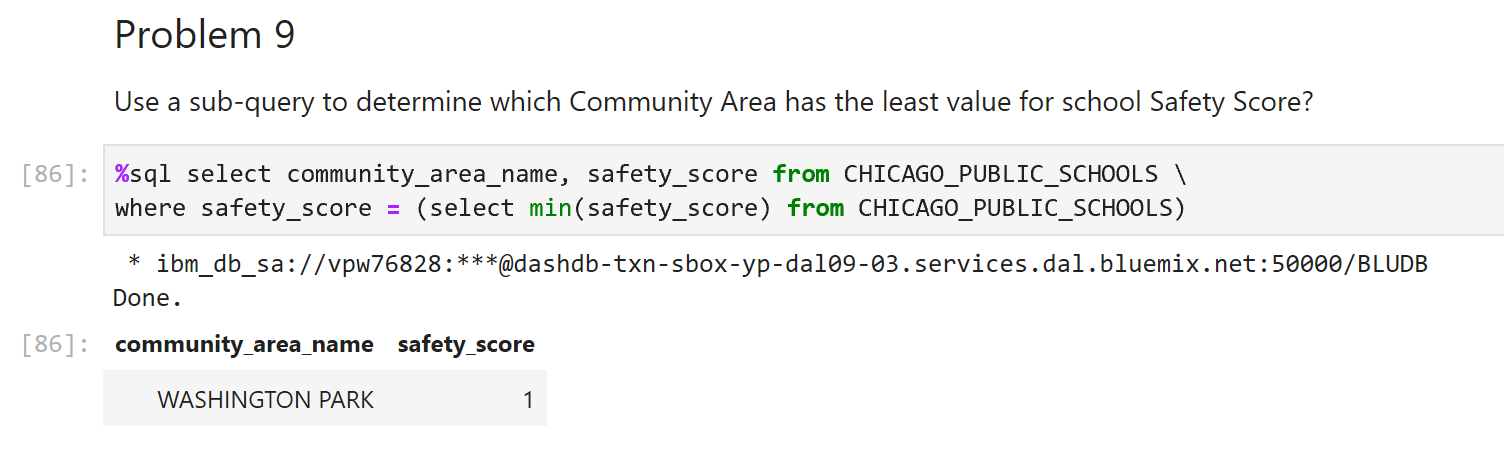 Problem 9
Use a sub-query to determine which Community Area has the least value for school Safety Score?
[86]: %sql select community_area_name, safety_score from CHICAGO_PUBLIC_SCHOOLS \
where safety_score = (select min(safety_score) from CHICAGO_PUBLIC_SCHOOLS)
* ibm_db_sa://vpw76828:***@dashdb-txn-sbox-yp-dal09-03.services.dal.bluemix.net:50000/BLUDB
Done.
[86]: community_area_name safety_score
WASHINGTON PARK 1